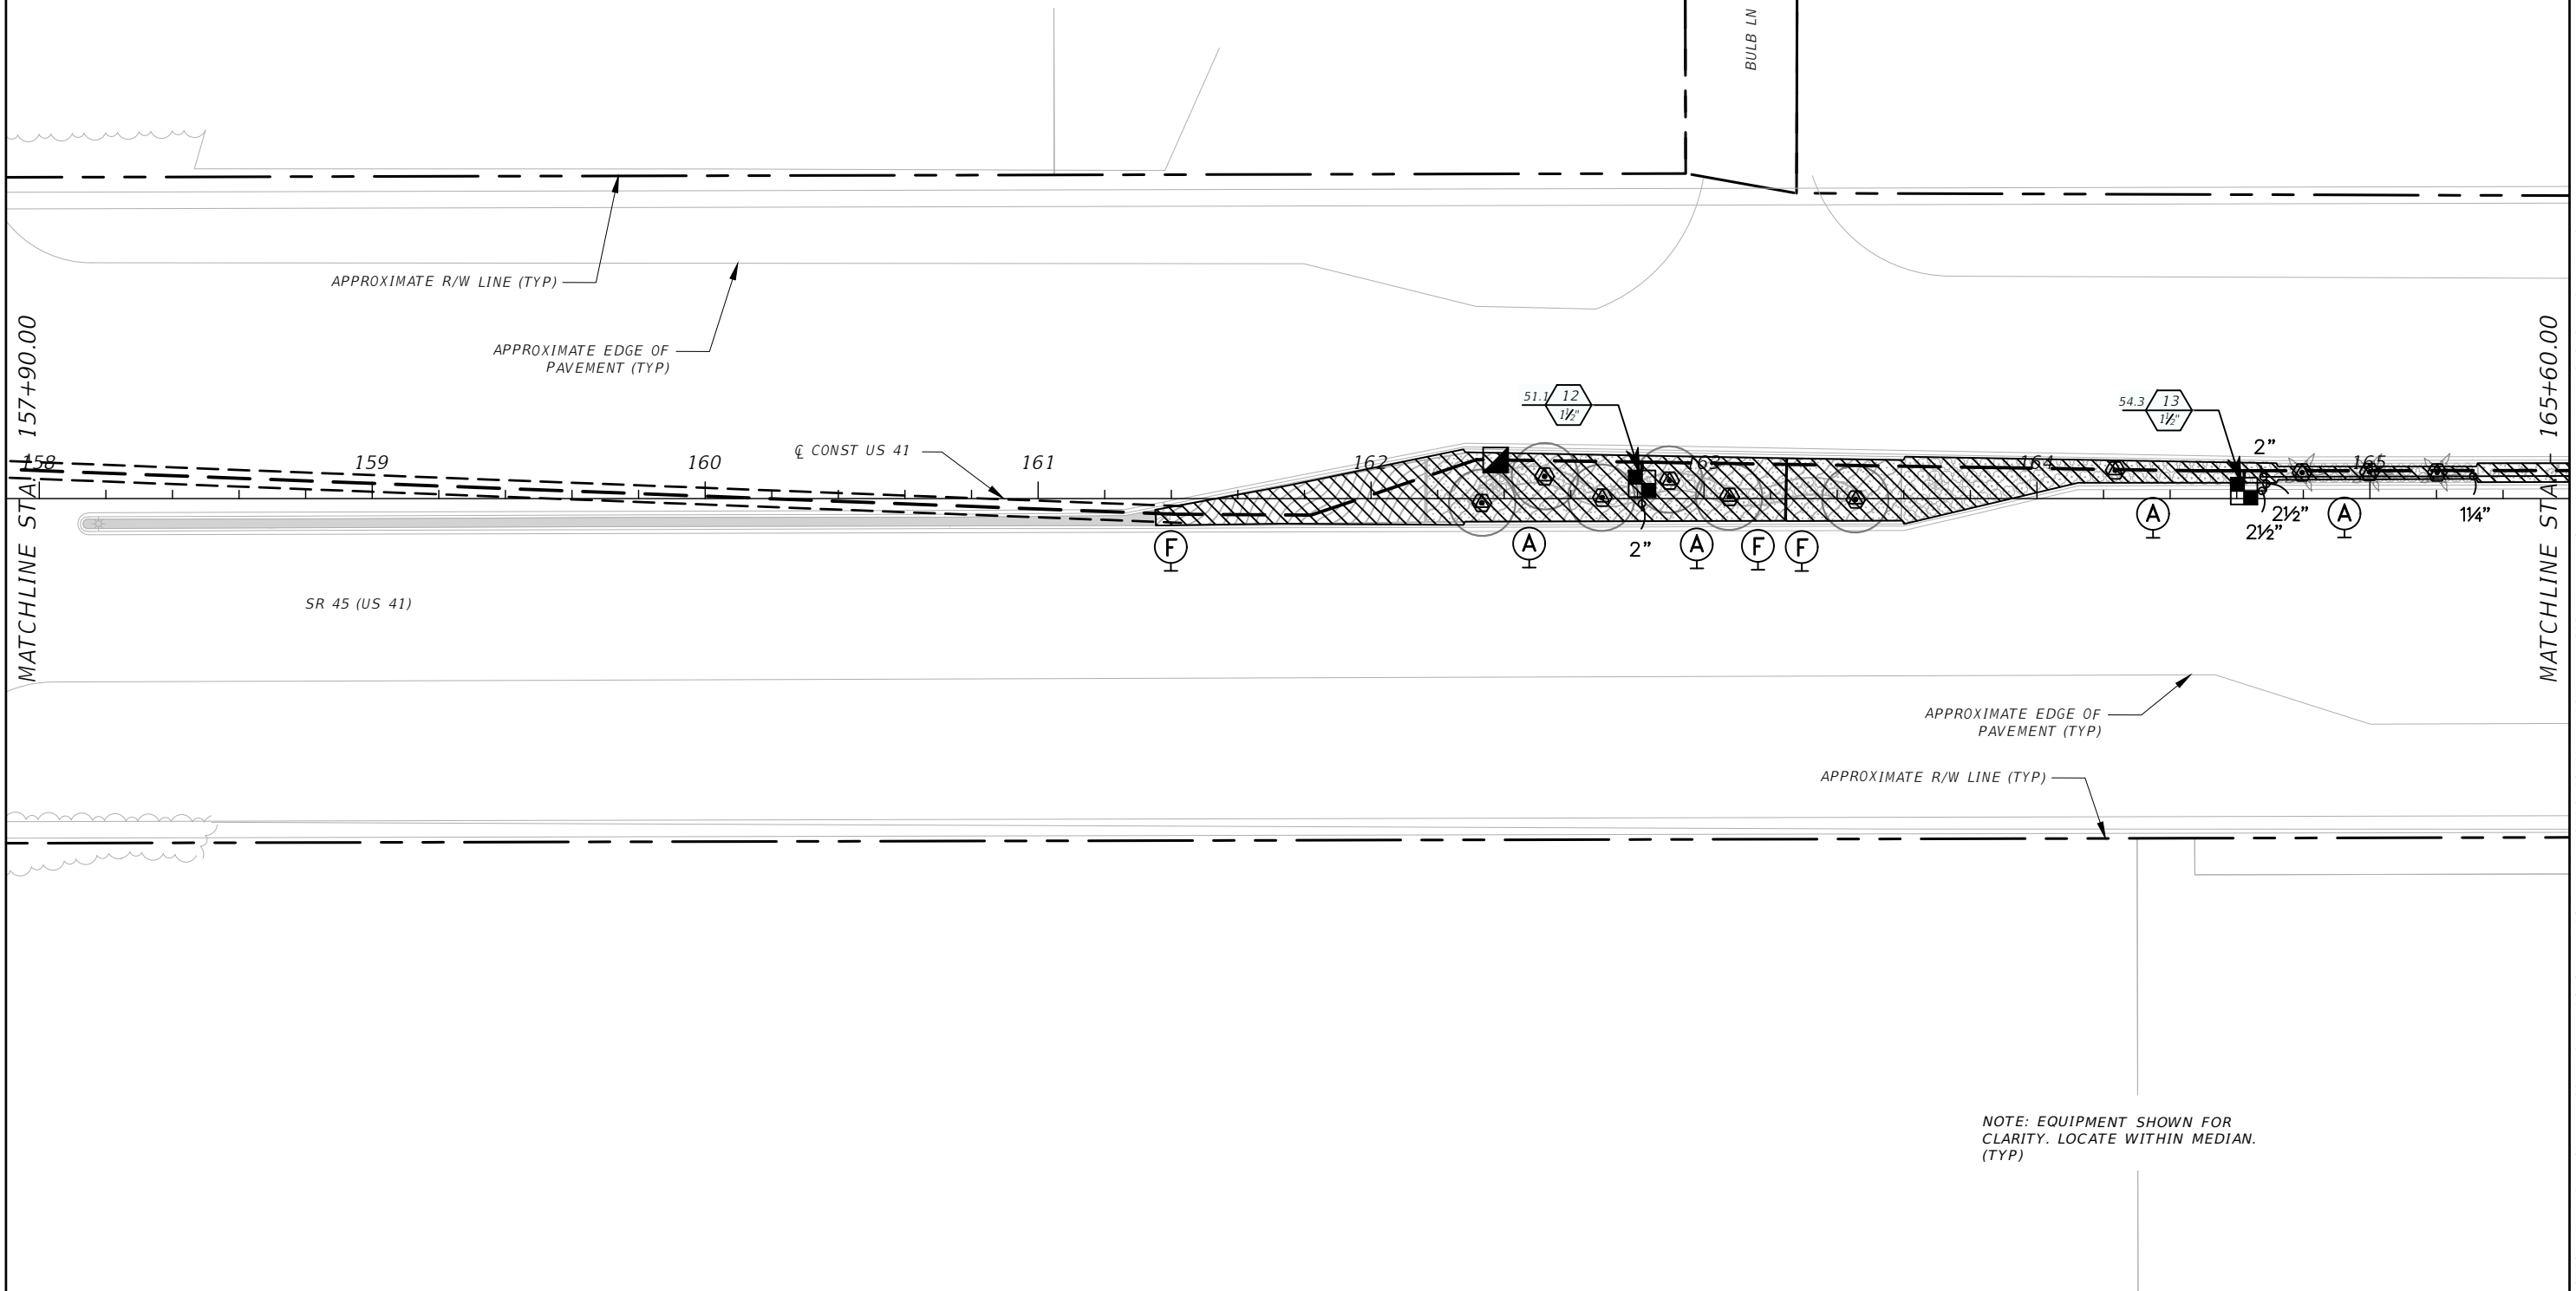 BULB LN
APPROXIMATE R/W LINE (TYP)
APPROXIMATE EDGE OF
PAVEMENT (TYP)
MATCHLINE STA. 157+90.00
MATCHLINE STA. 165+60.00
51.1
12
1½"
54.3
13
1½"
℄ CONST US 41
158
159
160
161
162
163
164
165
2"
2½"
2½"
1¼"
F
A
2"
A
F
F
A
A
SR 45 (US 41)
APPROXIMATE EDGE OF
PAVEMENT (TYP)
APPROXIMATE R/W LINE (TYP)
NOTE: EQUIPMENT SHOWN FOR
CLARITY. LOCATE WITHIN MEDIAN.
(TYP)